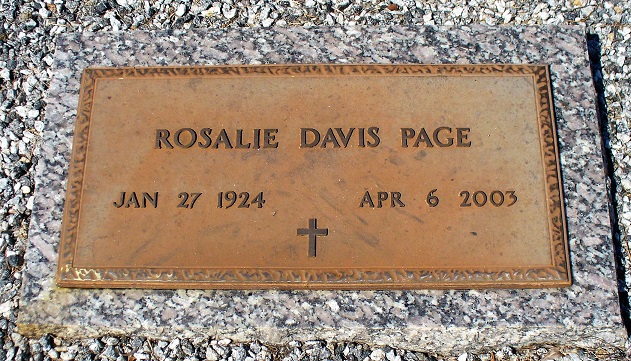 ROSALIE DAVIS PAGE
JAN 27 1924 APR 6 2003